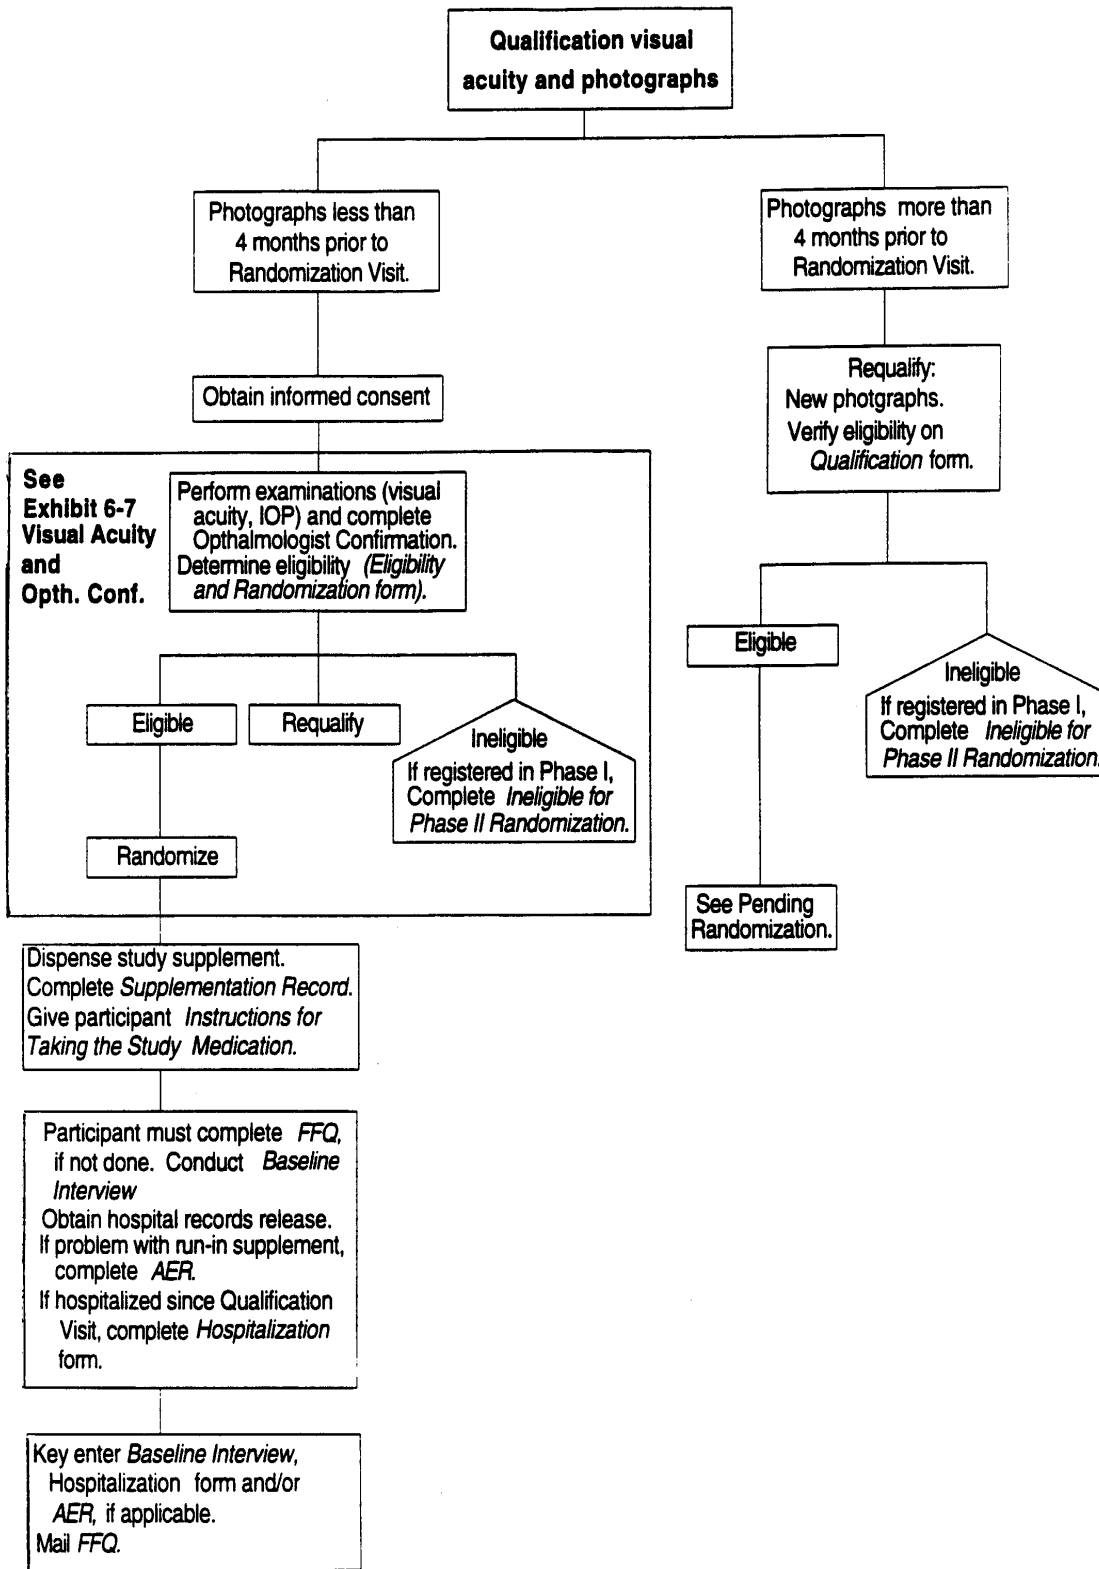 Qualification visual
acuity and photographs
Photographs less than
4 months prior to
Randomization Visit.
Photographs more than
4 months prior to
Randomization Visit.
Obtain informed consent
Requalify:
New photgraphs.
Verify eligibility on
Qualification form.
See
Exhibit 6-7
Visual Acuity
and
Opth. Conf.
Perform examinations (visual
acuity, IOP) and complete
Opthalmologist Confirmation.
Determine eligibility (Eligibility
and Randomization form).
Eligible
Requalify
Ineligible
If registered in Phase I,
Complete Ineligible for
Phase II Randomization.
Randomize
Eligible
Ineligible
If registered in Phase I,
Complete Ineligible for
Phase II Randomization.
See Pending
Randomization.
Dispense study supplement.
Complete Supplementation Record.
Give participant Instructions for
Taking the Study Medication.
Participant must complete FFQ,
if not done. Conduct Baseline
Interview
Obtain hospital records release.
If problem with run-in supplement,
complete AER.
If hospitalized since Qualification
Visit, complete Hospitalization
form.
Key enter Baseline Interview,
Hospitalization form and/or
AER, if applicable.
Mail FFQ.